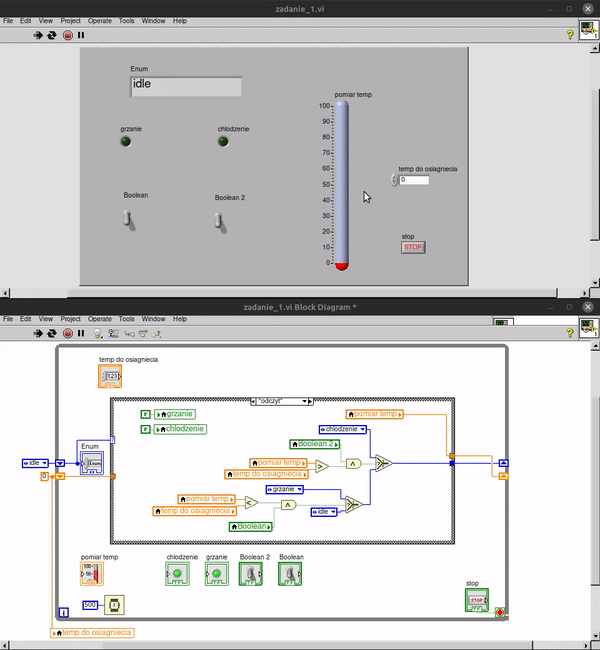 zadanie_1.vi
File Edit View Project Operate Tools Window Help
Enum
idle
pomiar temp
100
90
80
70
60
50
40
30
20
10
0
grzanie chlodzenie
temp do osiagniecia
0
Boolean Boolean 2
stop
STOP
zadanie_1.vi Block Diagram *
File Edit View Project Operate Tools Window Help
temp do osiagniecia
1.23
"odczyt"
F grzanie
pomiar temp
F chlodzenie
chlodzenie
Boolean 2
Enum
idle
Enum
pomiar temp
0
temp do osiagniecia
grzanie
pomiar temp
temp do osiagniecia
idle
Boolean
pomiar temp
chlodzenie grzanie Boolean 2 Boolean
stop
STOP
500
i
temp do osiagniecia